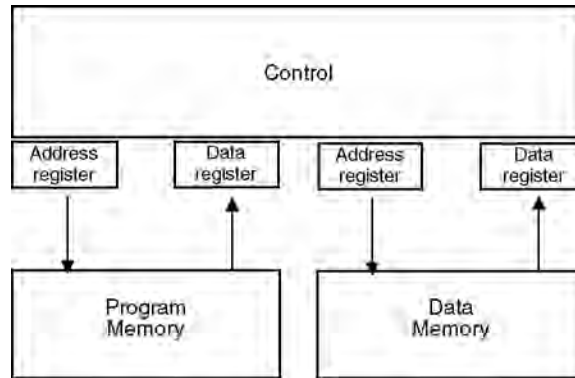 Control
Address
register
Data
register
Address
register
Data
register
Program
Memory
Data
Memory